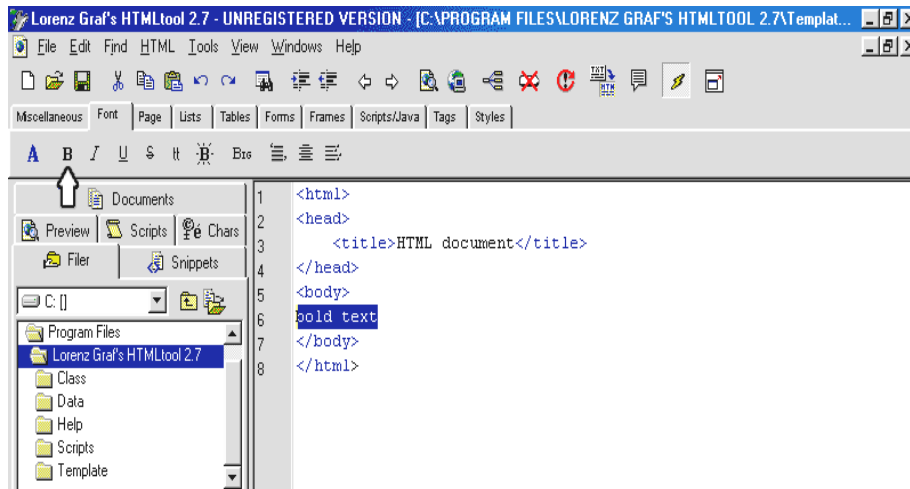 Lorenz Graf's HTMLtool 2.7 - UNREGISTERED VERSION - [C:\PROGRAM FILES\LORENZ GRAF'S HTMLTOOL 2.7\Templat...
File Edit Find HTML Tools View Windows Help
Miscellaneous Font Page Lists Tables Forms Frames Scripts/Java Tags Styles
A B I U S tt B BIG
Documents
Preview Scripts Chars
Filer Snippets
C: []
Program Files
Lorenz Graf's HTMLtool 2.7
Class
Data
Help
Scripts
Template
1 <html>
2 <head>
3 <title>HTML document</title>
4 </head>
5 <body>
6 bold text
7 </body>
8 </html>